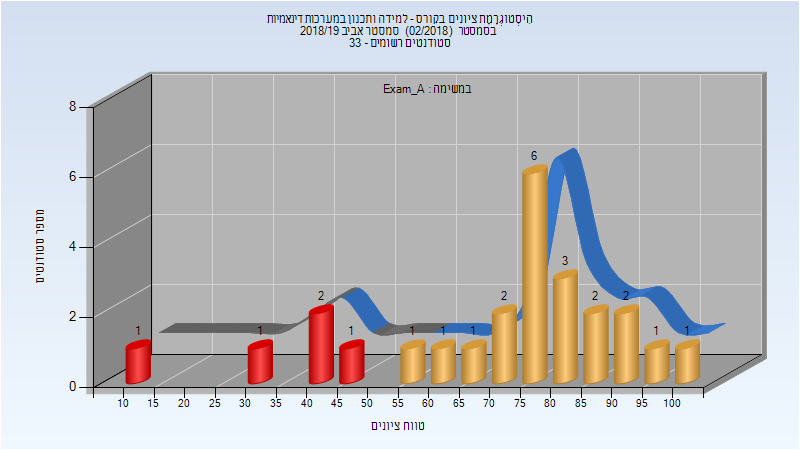 היסטוגרמת ציונים בקורס - למידה ותכנון במערכות דינאמיות
בסמסטר (02/2018) סמסטר אביב 2018/19
סטודנטים רשומים - 33
במשימה : Exam_A
מספר סטודנטים
8
6
4
2
0
1
1
2
1
1
1
1
2
6
3
2
2
1
1
10 15 20 25 30 35 40 45 50 55 60 65 70 75 80 85 90 95 100
טווח ציונים